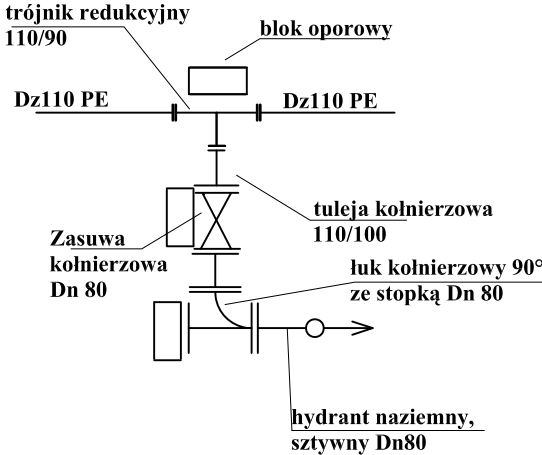 trójnik redukcyjny
110/90
blok oporowy
Dz110 PE
Dz110 PE
tuleja kołnierzowa
110/100
Zasuwa
kołnierzowa
Dn 80
łuk kołnierzowy 90°
ze stopką Dn 80
hydrant naziemny,
sztywny Dn80